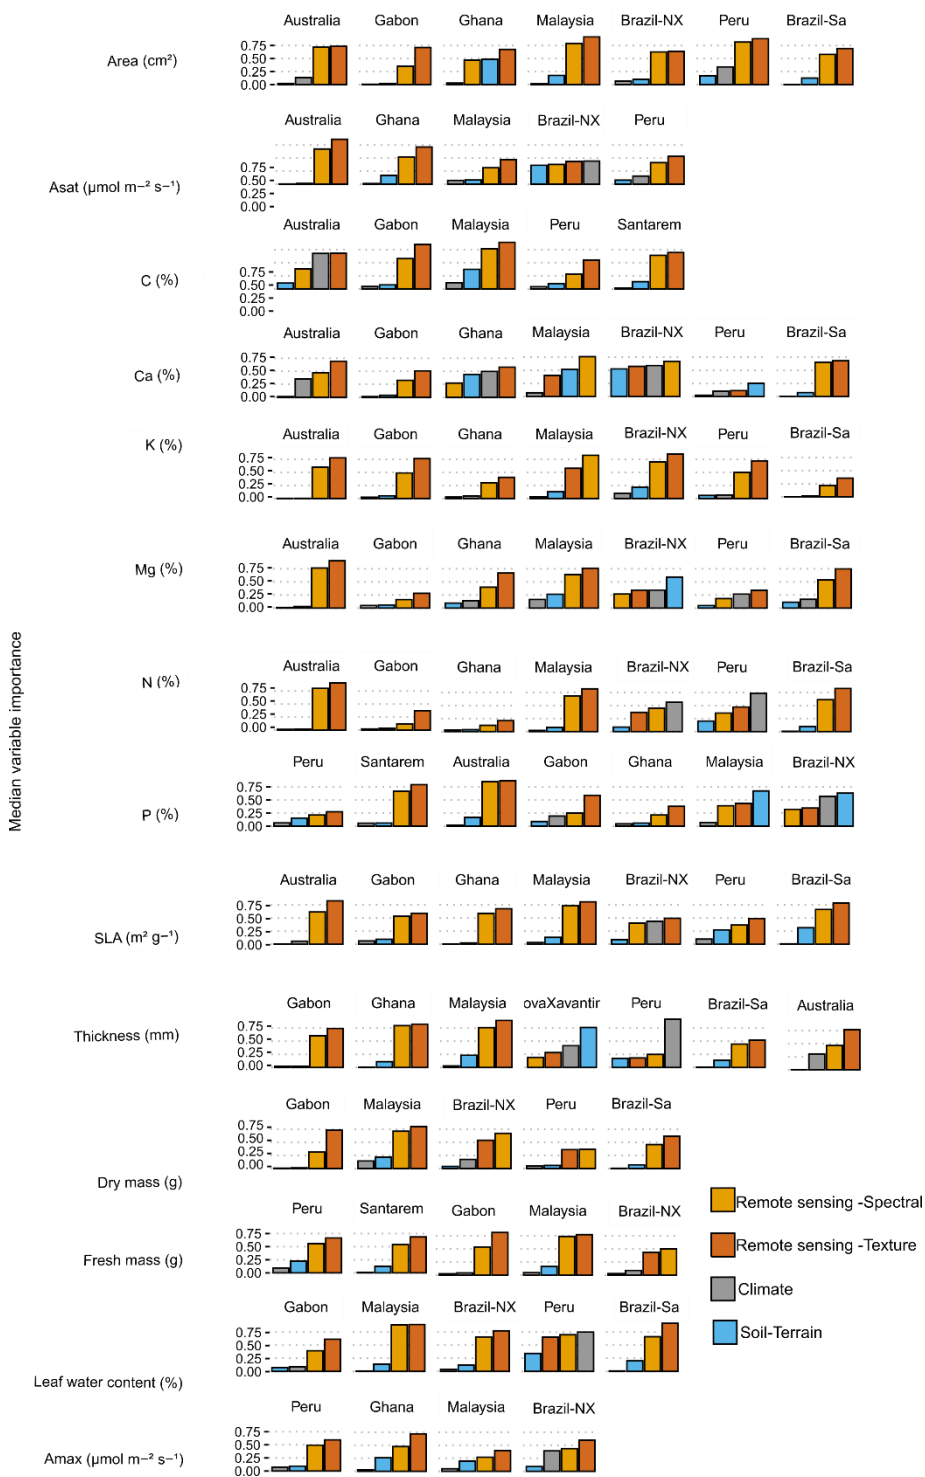 Median variable importance
Australia Gabon Ghana Malaysia Brazil-NX Peru Brazil-Sa
Area (cm²)
0.75
0.50
0.25
0.00
Australia Ghana Malaysia Brazil-NX Peru
Asat (μmol m−² s−¹)
0.75
0.50
0.25
0.00
Australia Gabon Malaysia Peru Santarem
C (%)
0.75
0.50
0.25
0.00
Australia Gabon Ghana Malaysia Brazil-NX Peru Brazil-Sa
Ca (%)
0.75
0.50
0.25
0.00
Australia Gabon Ghana Malaysia Brazil-NX Peru Brazil-Sa
K (%)
0.75
0.50
0.25
0.00
Australia Gabon Ghana Malaysia Brazil-NX Peru Brazil-Sa
Mg (%)
0.75
0.50
0.25
0.00
Australia Gabon Ghana Malaysia Brazil-NX Peru Brazil-Sa
N (%)
0.75
0.50
0.25
0.00
Peru Santarem Australia Gabon Ghana Malaysia Brazil-NX
P (%)
0.75
0.50
0.25
0.00
Australia Gabon Ghana Malaysia Brazil-NX Peru Brazil-Sa
SLA (m² g−¹)
0.75
0.50
0.25
0.00
Gabon Ghana Malaysia ovaXavantir Peru Brazil-Sa Australia
Thickness (mm)
0.75
0.50
0.25
0.00
Gabon Malaysia Brazil-NX Peru Brazil-Sa
Dry mass (g)
0.75
0.50
0.25
0.00
Peru Santarem Gabon Malaysia Brazil-NX
Fresh mass (g)
0.75
0.50
0.25
0.00
Gabon Malaysia Brazil-NX Peru Brazil-Sa
Leaf water content (%)
0.75
0.50
0.25
0.00
Peru Ghana Malaysia Brazil-NX
Amax (μmol m−² s−¹)
0.75
0.50
0.25
0.00
Remote sensing -Spectral
Remote sensing -Texture
Climate
Soil-Terrain